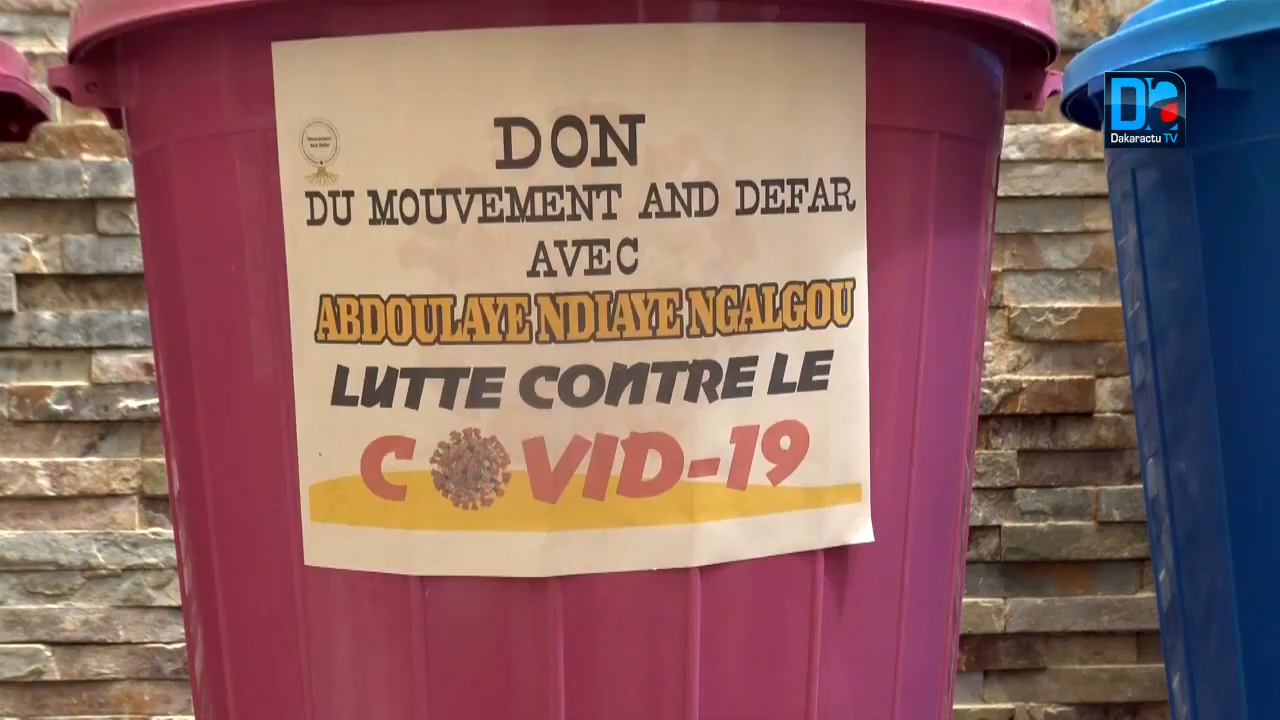 DON
DU MOUVEMENT AND DEFAR
AVEC
ABDOULAYE NDIAYE NGALGOU
LUTTE CONTRE LE
COVID-19
Dakaractu TV